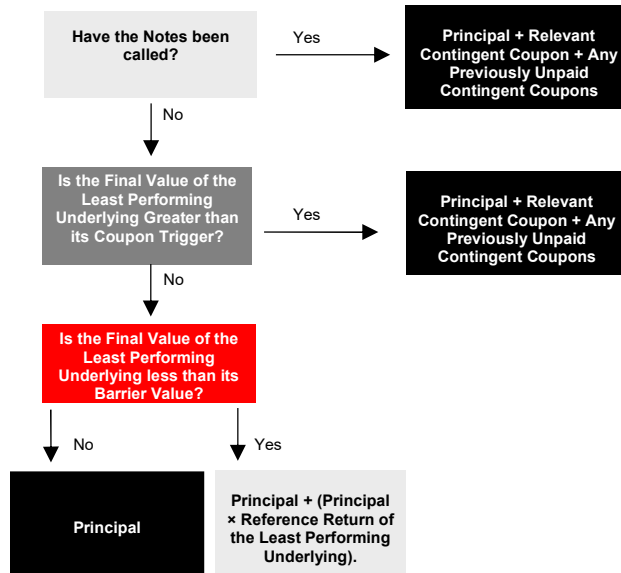 Have the Notes been
called?
Yes
Principal + Relevant
Contingent Coupon + Any
Previously Unpaid
Contingent Coupons
No
Is the Final Value of the
Least Performing
Underlying Greater than
its Coupon Trigger?
Yes
Principal + Relevant
Contingent Coupon + Any
Previously Unpaid
Contingent Coupons
No
Is the Final Value of the
Least Performing
Underlying less than its
Barrier Value?
No
Yes
Principal
Principal + (Principal
× Reference Return of
the Least Performing
Underlying).